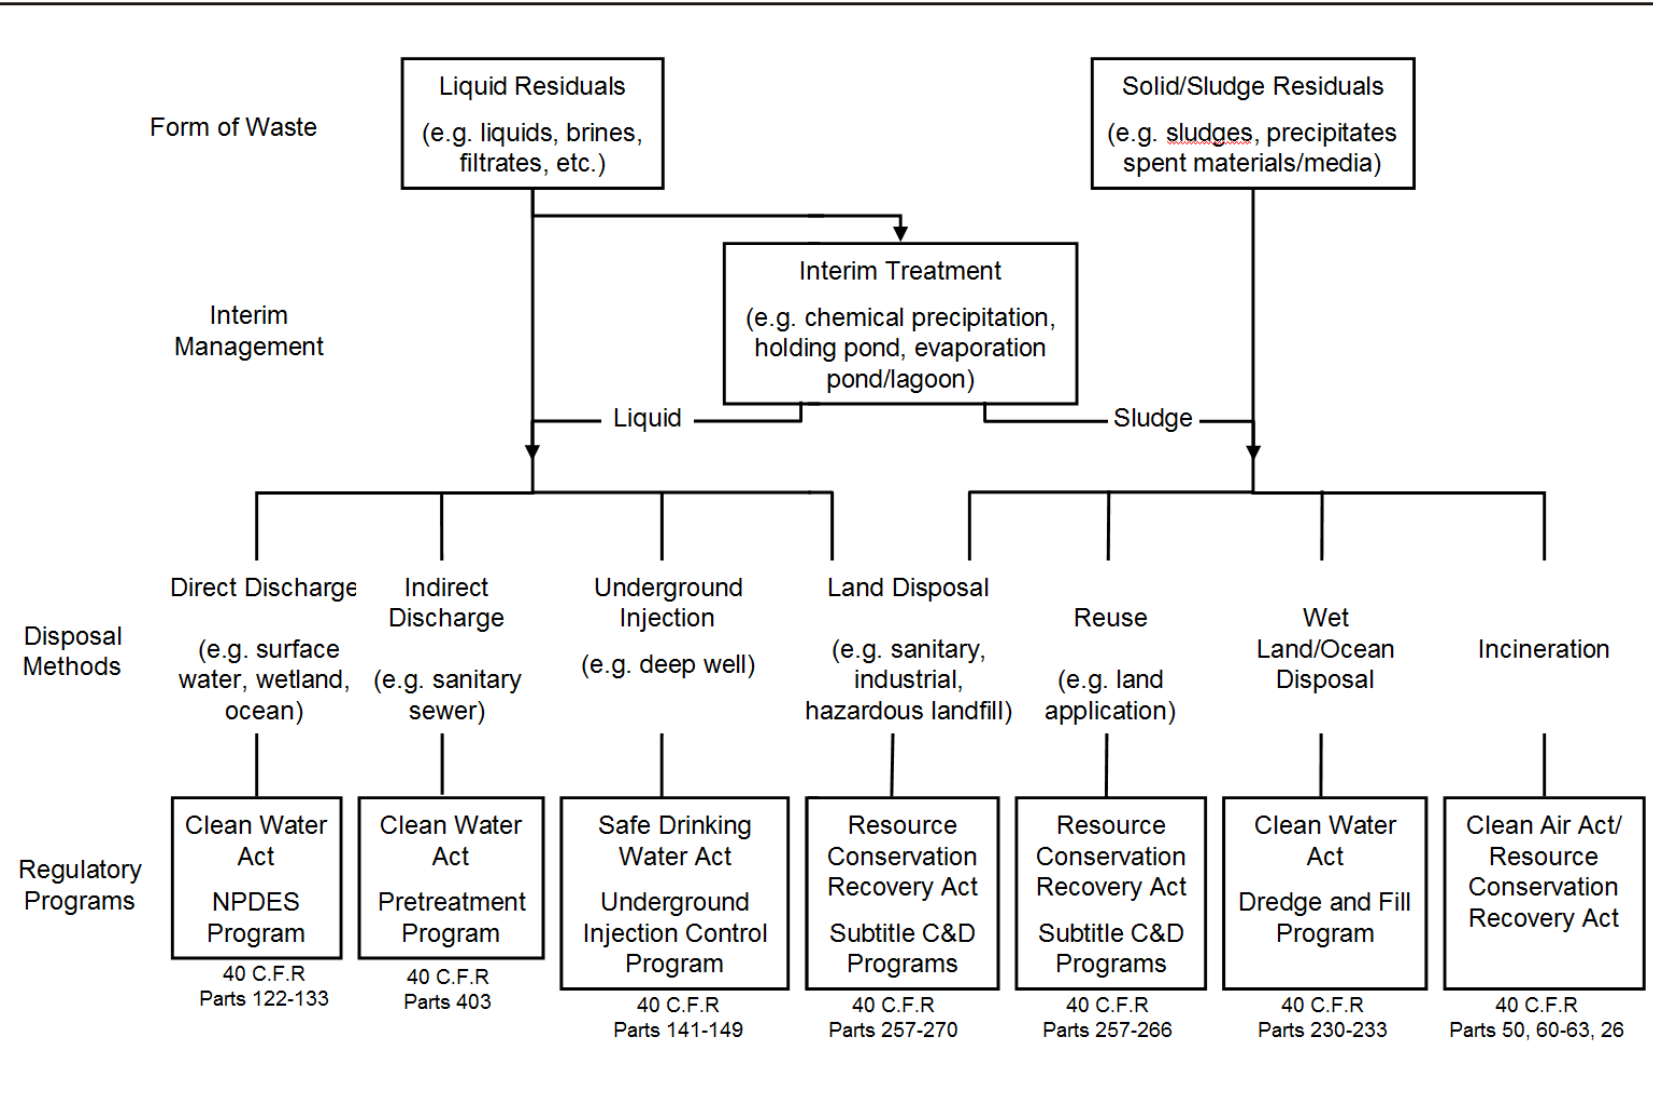 Form of Waste
Liquid Residuals
(e.g. liquids, brines,
filtrates, etc.)
Solid/Sludge Residuals
(e.g. sludges, precipitates
spent materials/media)
Interim
Management
Interim Treatment
(e.g. chemical precipitation,
holding pond, evaporation
pond/lagoon)
Liquid
Sludge
Disposal
Methods
Direct Discharge
(e.g. surface
water, wetland,
ocean)
Indirect
Discharge
(e.g. sanitary
sewer)
Underground
Injection
(e.g. deep well)
Land Disposal
(e.g. sanitary,
industrial,
hazardous landfill)
Reuse
(e.g. land
application)
Wet
Land/Ocean
Disposal
Incineration
Regulatory
Programs
Clean Water
Act
NPDES
Program
40 C.F.R
Parts 122-133
Clean Water
Act
Pretreatment
Program
40 C.F.R
Parts 403
Safe Drinking
Water Act
Underground
Injection Control
Program
40 C.F.R
Parts 141-149
Resource
Conservation
Recovery Act
Subtitle C&D
Programs
40 C.F.R
Parts 257-270
Resource
Conservation
Recovery Act
Subtitle C&D
Programs
40 C.F.R
Parts 257-266
Clean Water
Act
Dredge and Fill
Program
40 C.F.R
Parts 230-233
Clean Air Act/
Resource
Conservation
Recovery Act
40 C.F.R
Parts 50, 60-63, 26